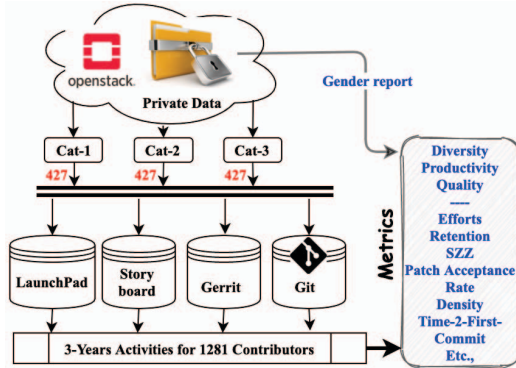 openstack.
Private Data
Gender report
Cat-1
Cat-2
Cat-3
427
427
427
LaunchPad
Story
board
Gerrit
Git
3-Years Activities for 1281 Contributors
Metrics
Diversity
Productivity
Quality
----
Efforts
Retention
SZZ
Patch Acceptance
Rate
Density
Time-2-First-
Commit
Etc.,